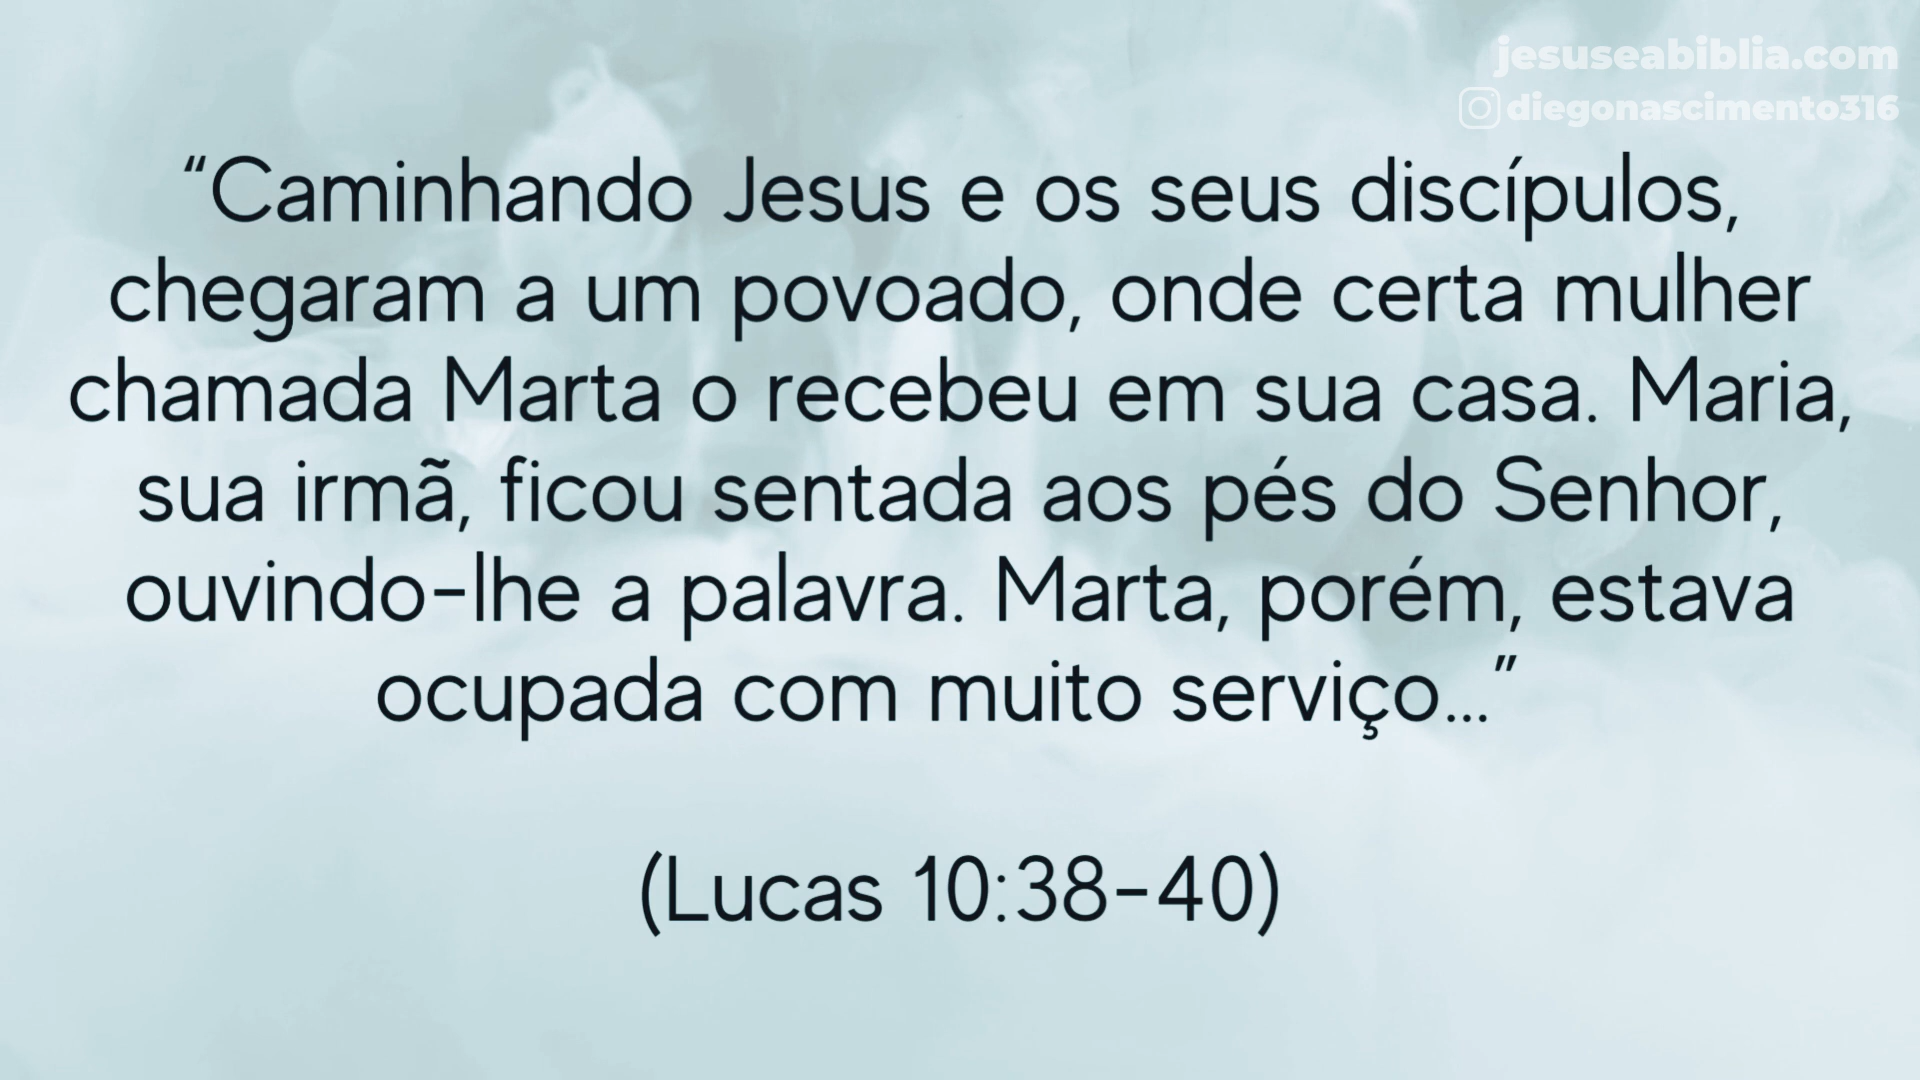 jesuseabiblia.com
diegonascimento316
“Caminhando Jesus e os seus discípulos,
chegaram a um povoado, onde certa mulher
chamada Marta o recebeu em sua casa. Maria,
sua irmã, ficou sentada aos pés do Senhor,
ouvindo-lhe a palavra. Marta, porém, estava
ocupada com muito serviço...”
(Lucas 10:38-40)